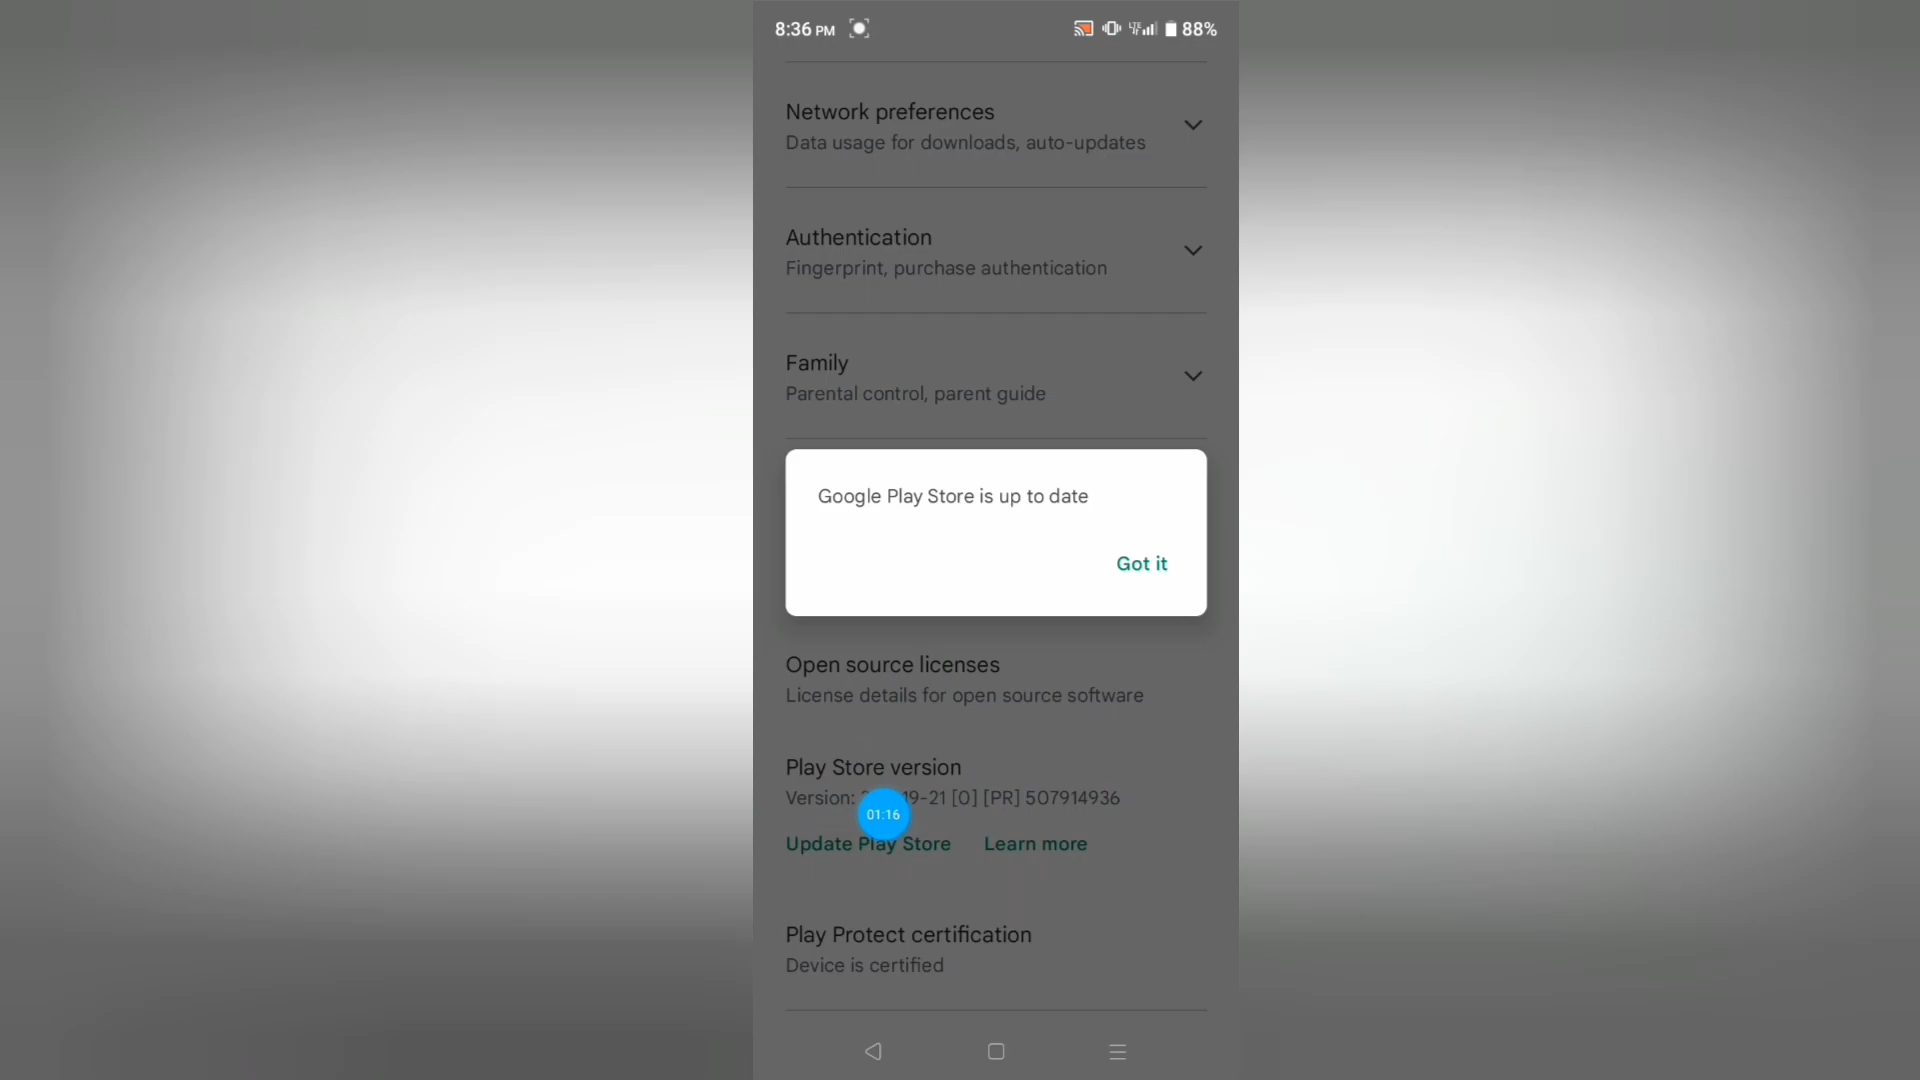 8:36 PM
LTE 88%
Network preferences
Data usage for downloads, auto-updates
Authentication
Fingerprint, purchase authentication
Family
Parental control, parent guide
Google Play Store is up to date
Got it
Open source licenses
License details for open source software
Play Store version
Version: 19-21 [0] [PR] 507914936
01:16
Update Play Store Learn more
Play Protect certification
Device is certified